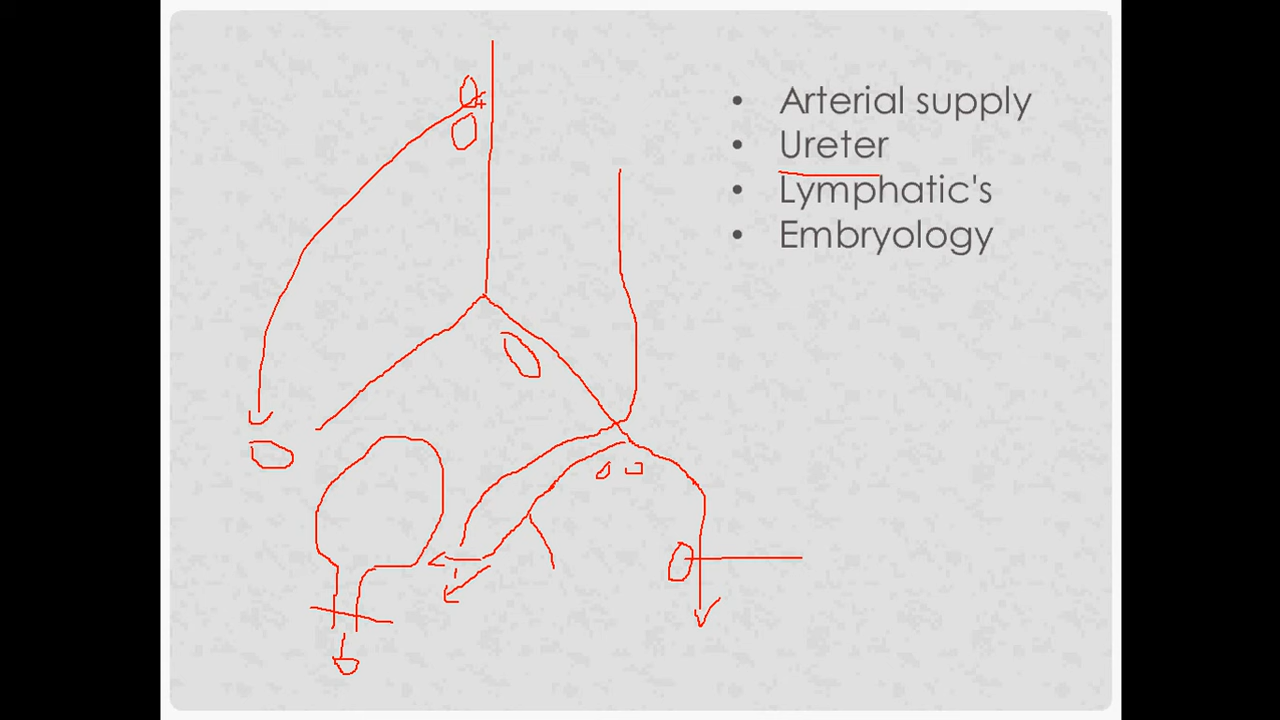 • Arterial supply
• Ureter
• Lymphatic's
• Embryology